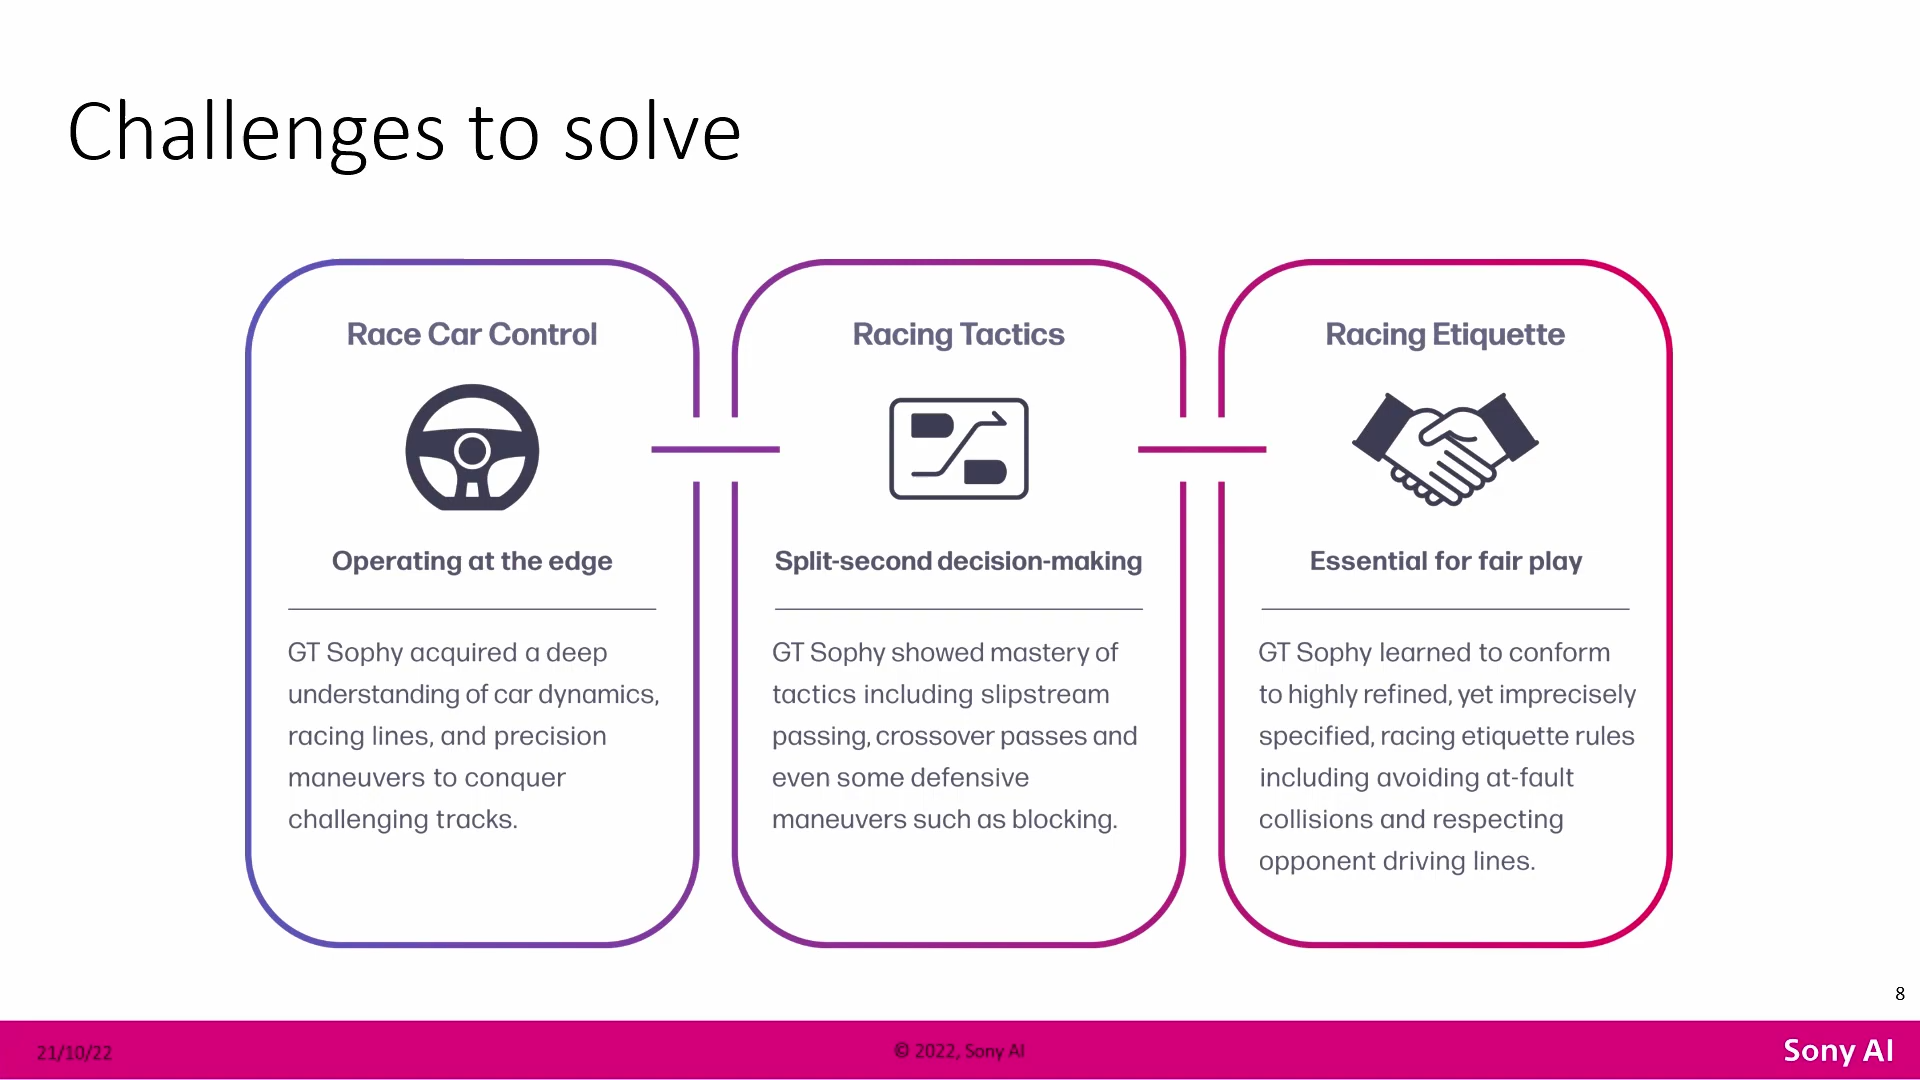 Challenges to solve
Race Car Control
Operating at the edge
GT Sophy acquired a deep
understanding of car dynamics,
racing lines, and precision
maneuvers to conquer
challenging tracks.
Racing Tactics
Split-second decision-making
GT Sophy showed mastery of
tactics including slipstream
passing, crossover passes and
even some defensive
maneuvers such as blocking.
Racing Etiquette
Essential for fair play
GT Sophy learned to conform
to highly refined, yet imprecisely
specified, racing etiquette rules
including avoiding at-fault
collisions and respecting
opponent driving lines.
8
21/10/22
© 2022, Sony AI
Sony AI